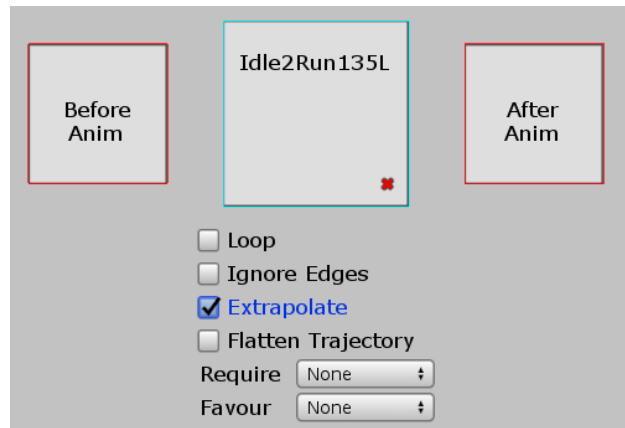 Before
Anim
Idle2Run135L
After
Anim
Loop
Ignore Edges
Extrapolate
Flatten Trajectory
Require None
Favour None